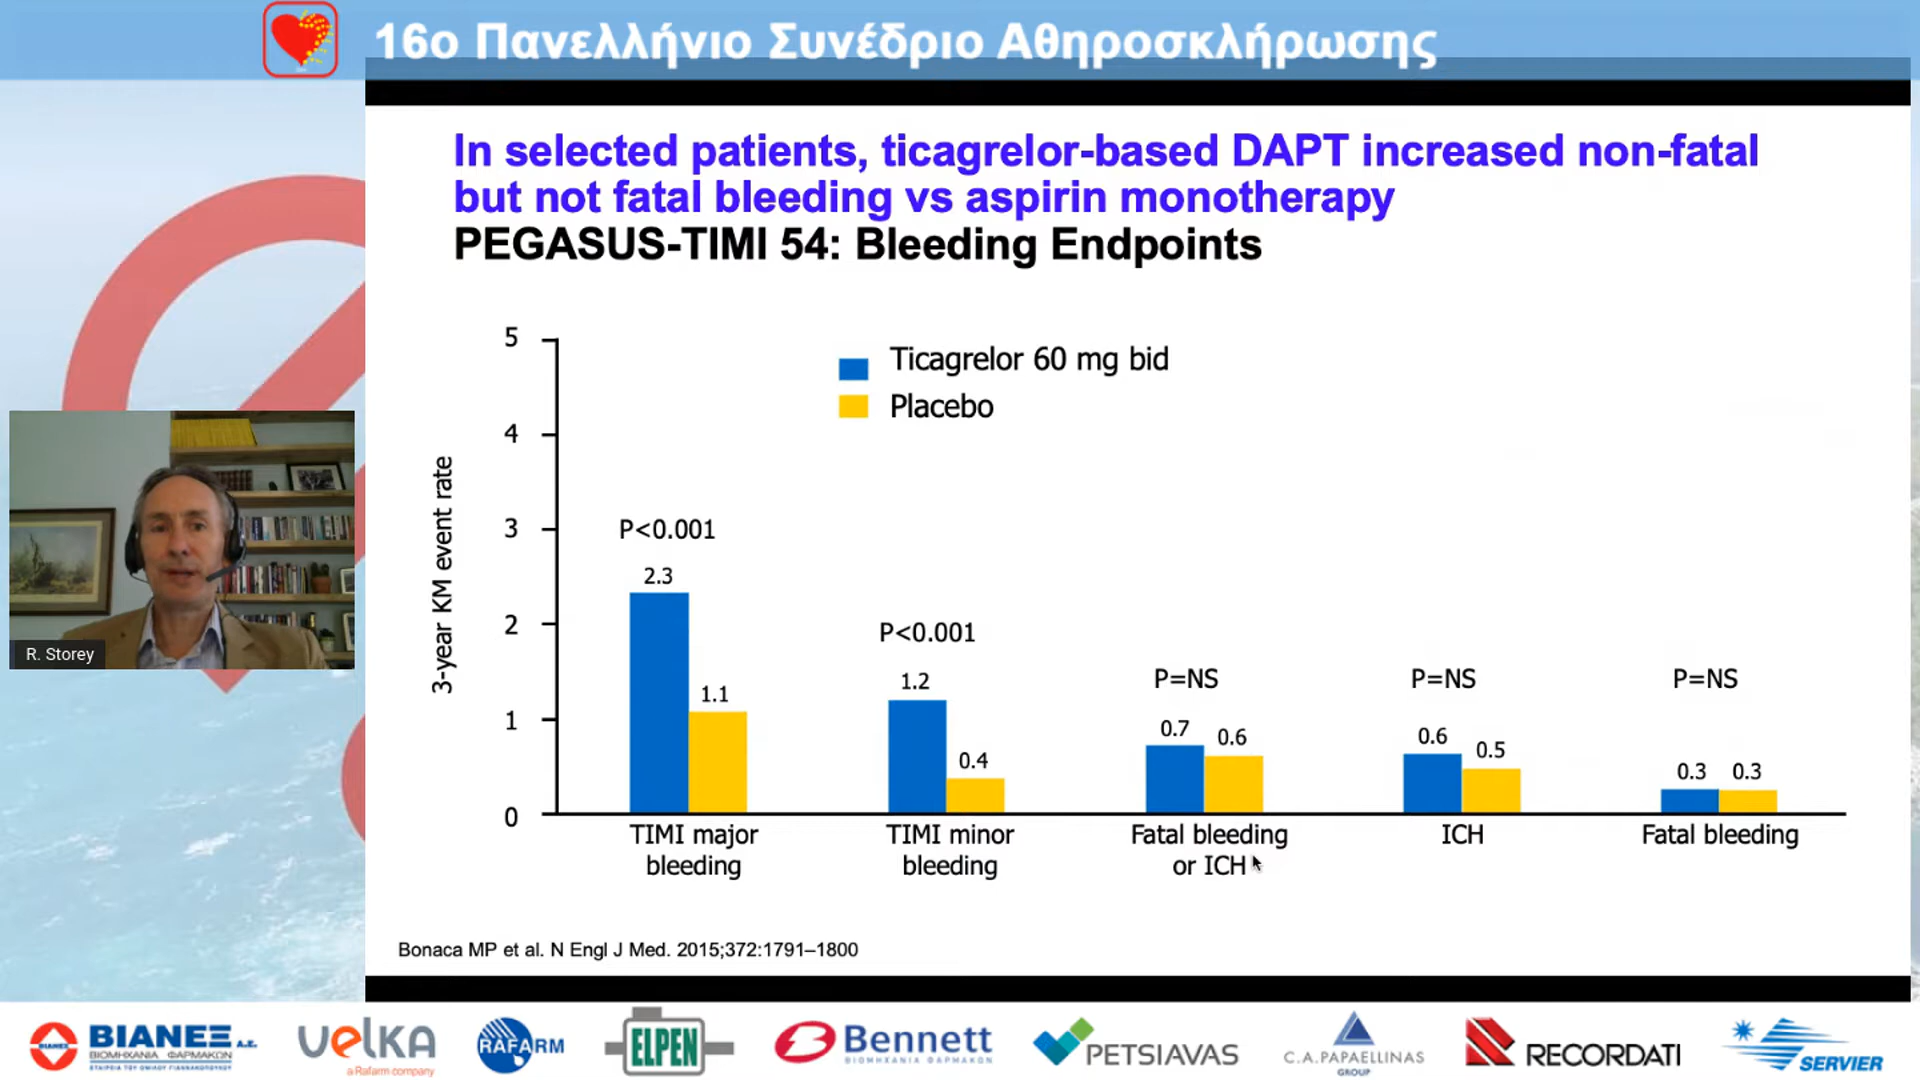 16ο Πανελλήνιο Συνέδριο Αθηροσκλήρωσης
In selected patients, ticagrelor-based DAPT increased non-fatal
but not fatal bleeding vs aspirin monotherapy
PEGASUS-TIMI 54: Bleeding Endpoints
Ticagrelor 60 mg bid
Placebo
3-year KM event rate
5
4
3
2
1
0
P<0.001
2.3
1.1
P<0.001
1.2
0.4
P=NS
0.7
0.6
P=NS
0.6
0.5
P=NS
0.3
0.3
TIMI major
bleeding
TIMI minor
bleeding
Fatal bleeding
or ICH
ICH
Fatal bleeding
Bonaca MP et al. N Engl J Med. 2015;372:1791–1800
R. Storey
ΒΙΑΝΕΞ Α.Ε.
ΒΙΟΜΗΧΑΝΙΑ ΦΑΡΜΑΚΩΝ
ΕΤΑΙΡΕΙΑ ΤΟΥ ΟΜΙΛΟΥ ΓΙΑΝΝΑΚΟΠΟΥΛΟΥ
velka
a Rafarm company
RAFARM
ELPEN
Bennett
ΒΙΟΜΗΧΑΝΙΑ ΦΑΡΜΑΚΩΝ
PETSIAVAS
C.A.PAPAELLINAS
GROUP
RECORDATI
SERVIER